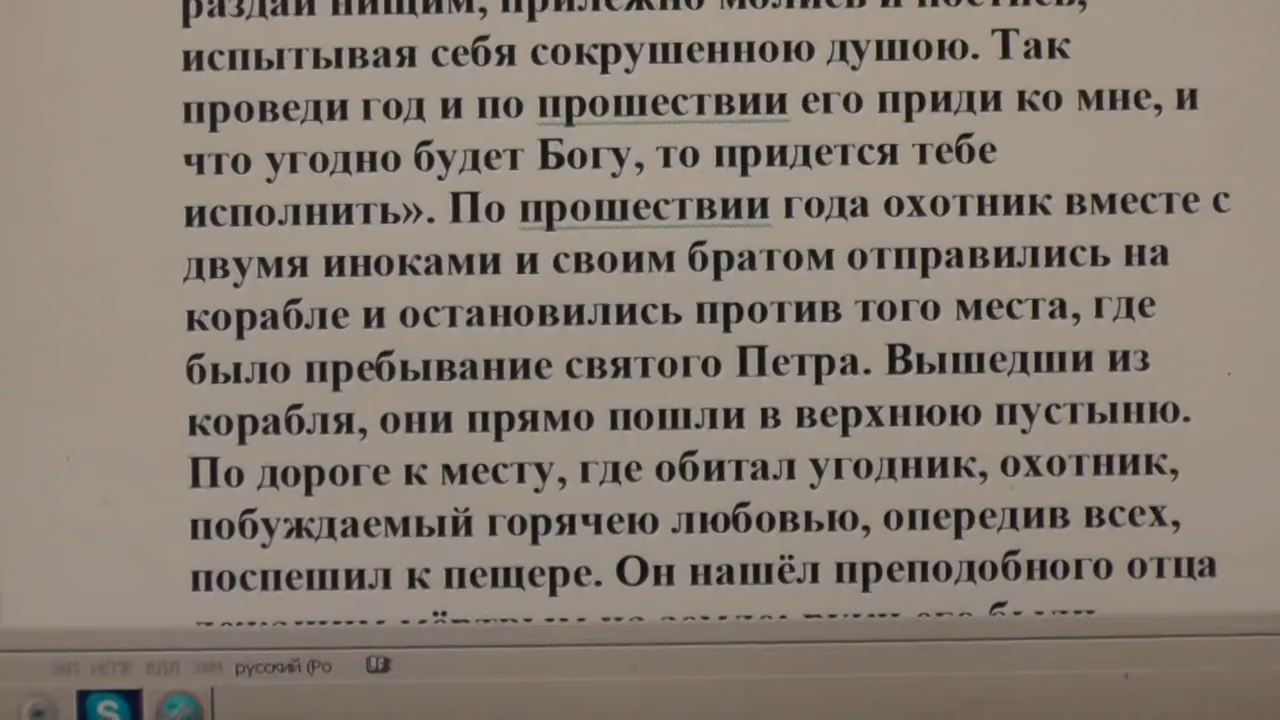 раздай нищим, прилежно молись и постись,
испытывая себя сокрушенною душою. Так
проведи год и по прошествии его приди ко мне, и
что угодно будет Богу, то придется тебе
исполнить». По прошествии года охотник вместе с
двумя иноками и своим братом отправились на
корабле и остановились против того места, где
было пребывание святого Петра. Вышедши из
корабля, они прямо пошли в верхнюю пустыню.
По дороге к месту, где обитал угодник, охотник,
побуждаемый горячею любовью, опередив всех,
поспешил к пещере. Он нашёл преподобного отца
русский (Ро